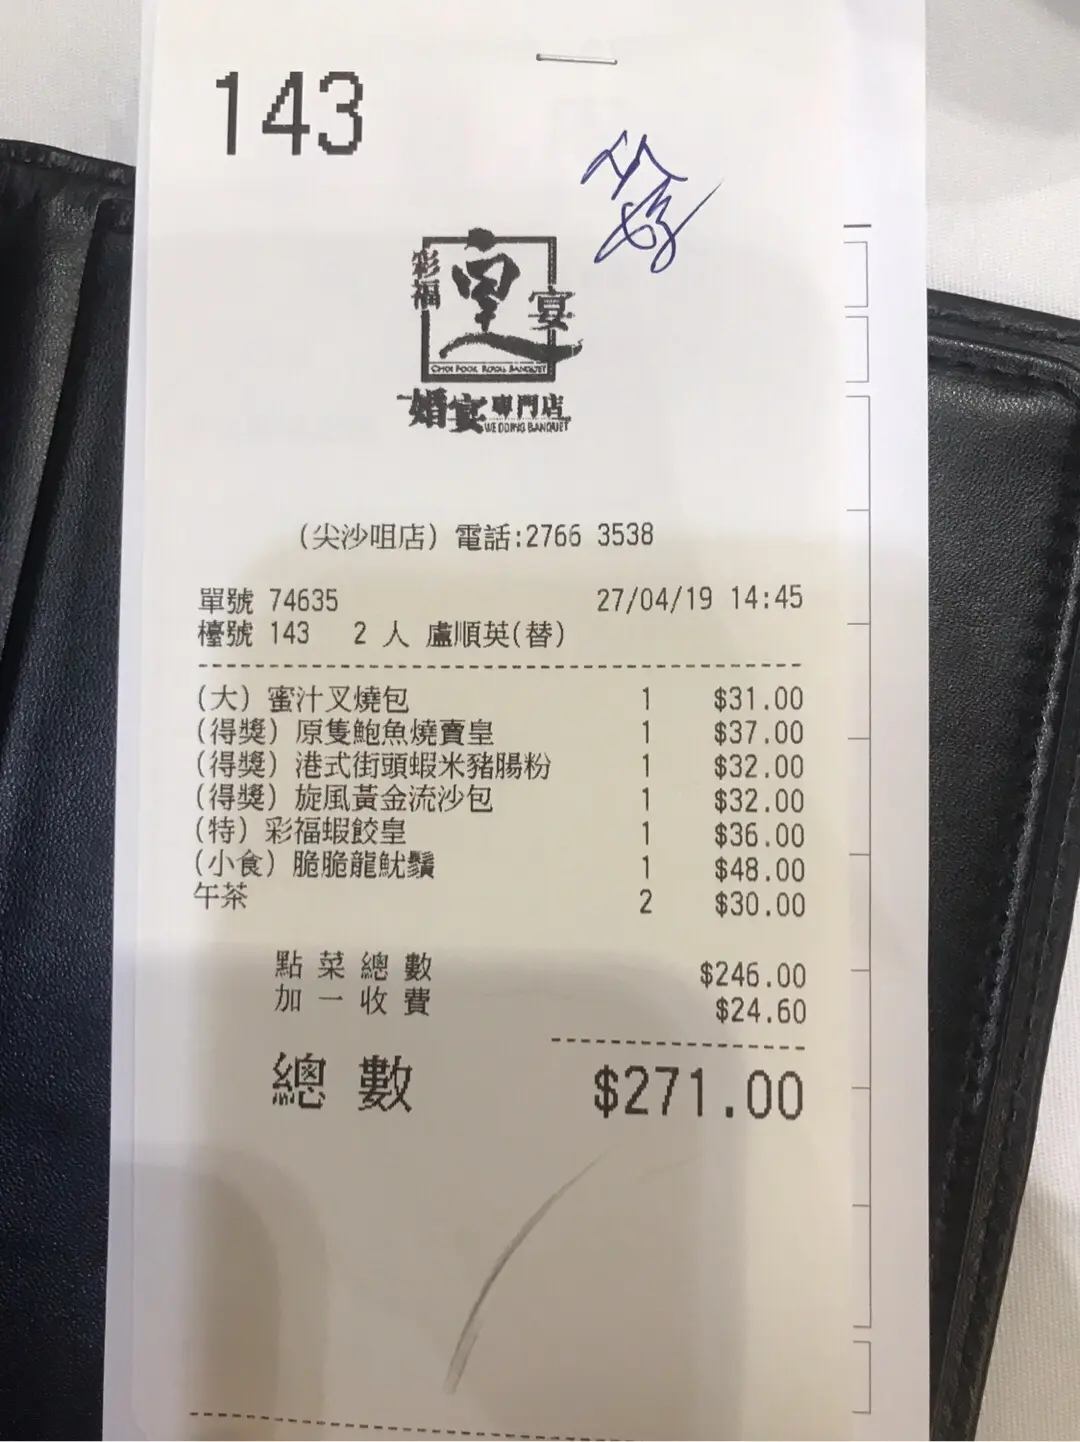 143
彩福
皇
宴
CHOI FOOK ROYAL BANQUET
婚宴專門店
WEDDING BANQUET
(尖沙咀店) 電話:2766 3538
單號 74635 27/04/19 14:45
檯號 143 2 人 盧順英(替)
(大) 蜜汁叉燒包 1 $31.00
(得獎) 原隻鮑魚燒賣皇 1 $37.00
(得獎) 港式街頭蝦米豬腸粉 1 $32.00
(得獎) 旋風黃金流沙包 1 $32.00
(特) 彩福蝦餃皇 1 $36.00
(小食) 脆脆龍魷鬚 1 $48.00
午茶 2 $30.00
點菜總數 $246.00
加一收費 $24.60
總數 $271.00